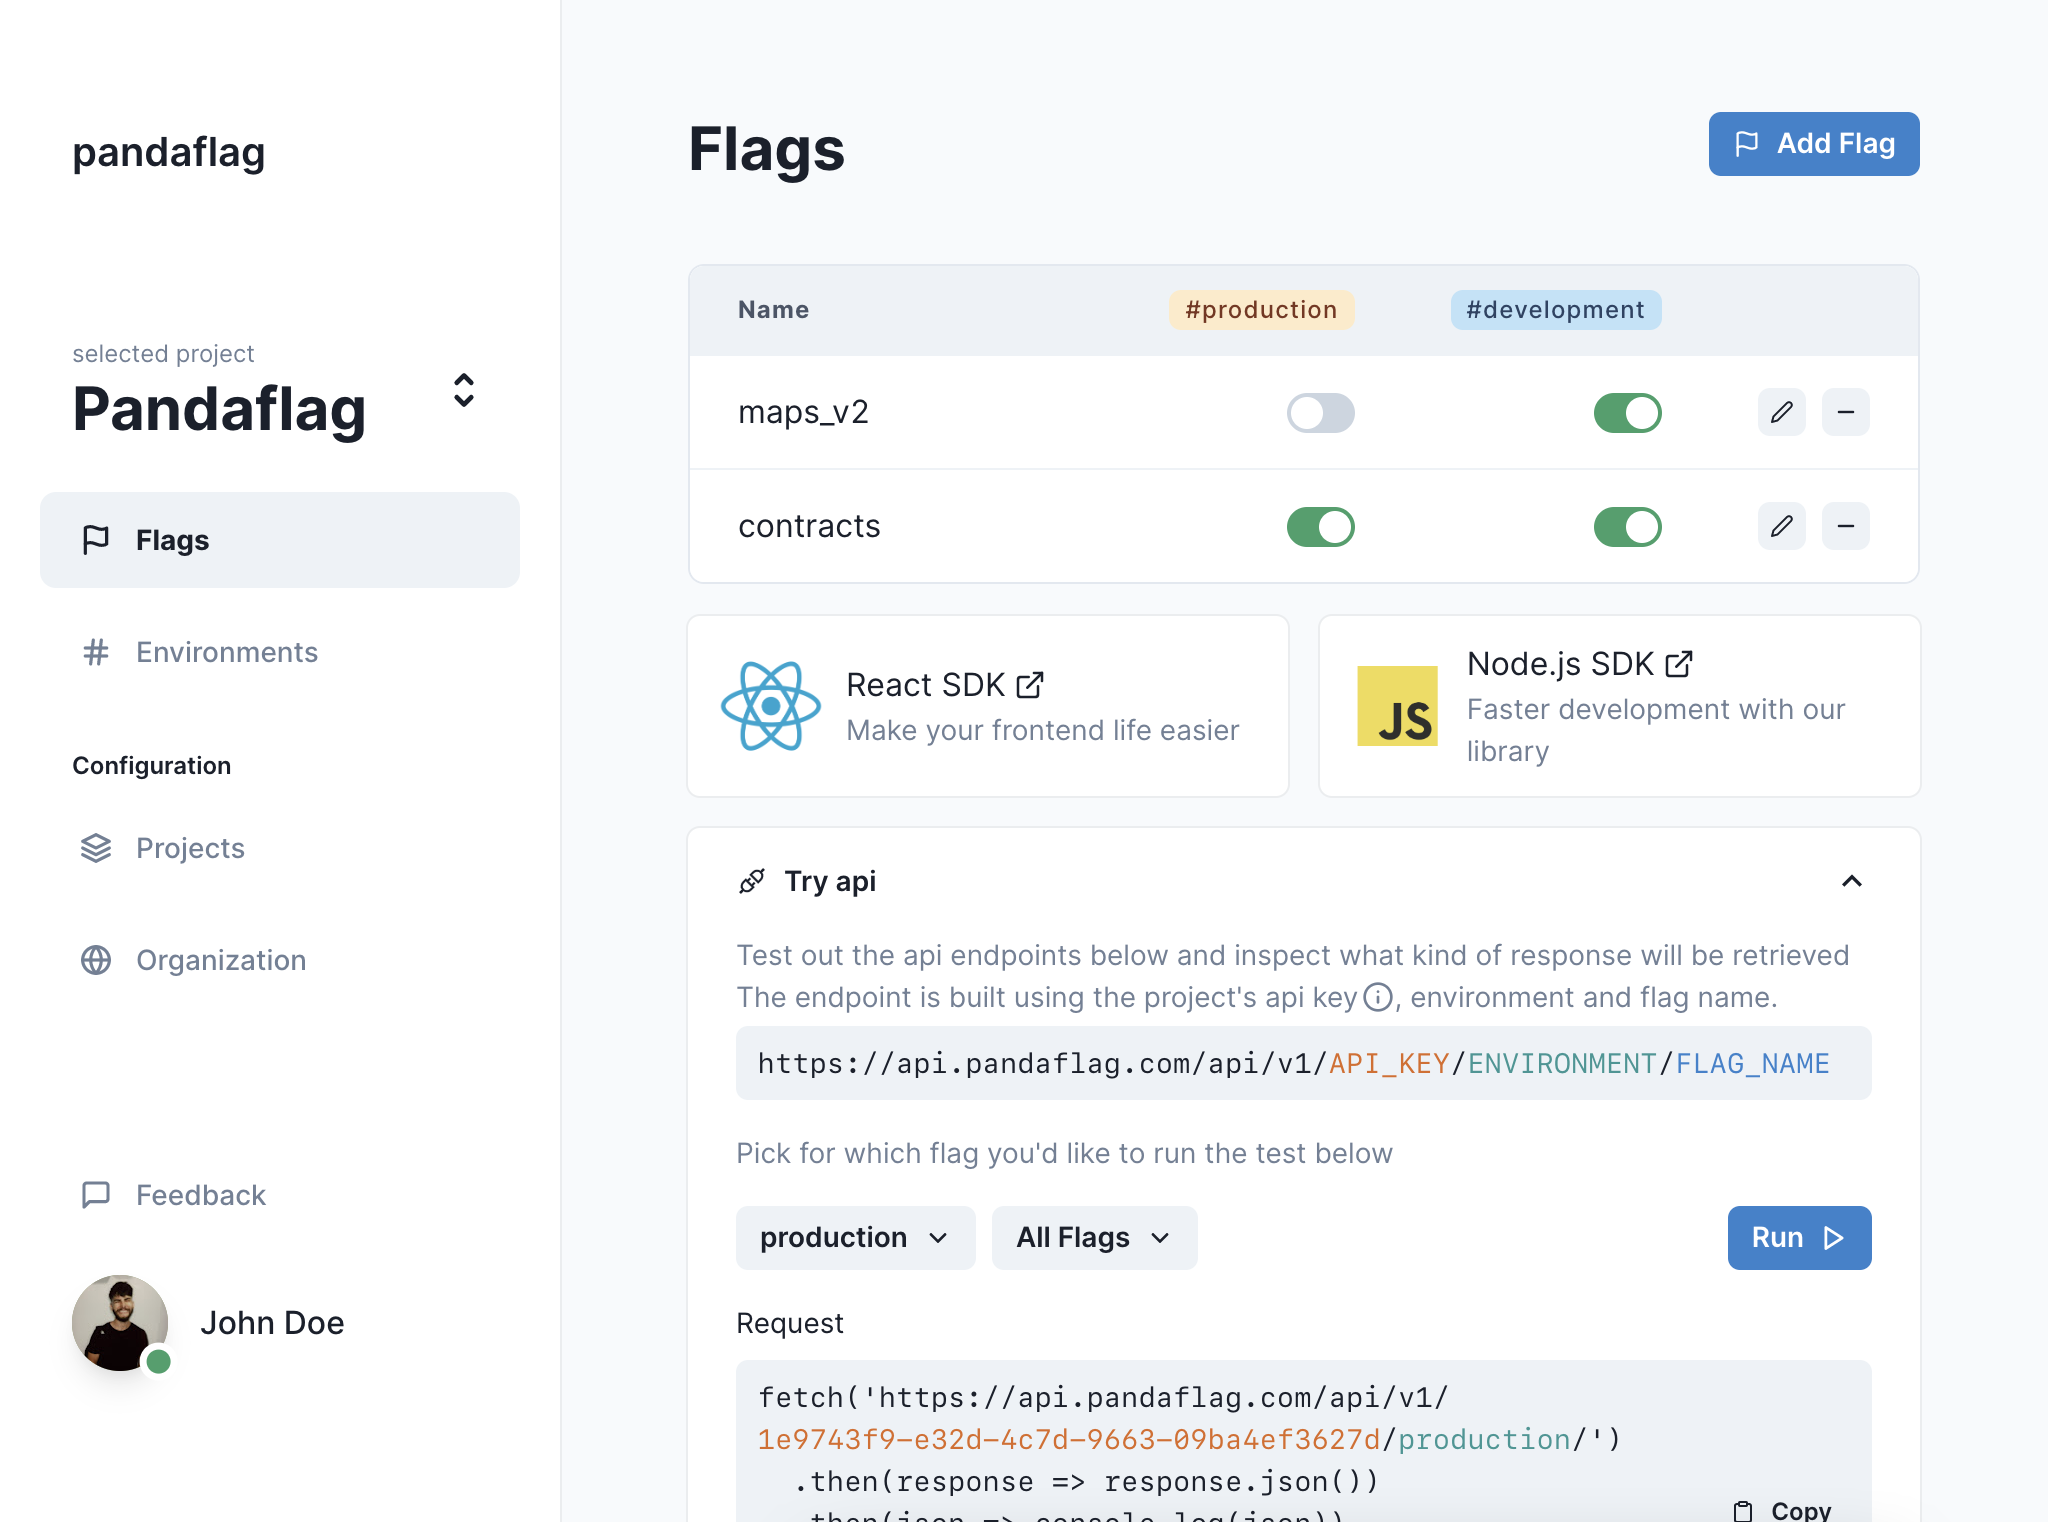 pandaflag
selected project
Pandaflag
Flags
Environments
Configuration
Projects
Organization
Feedback
John Doe
Flags
Add Flag
Name #production #development
maps_v2
contracts
React SDK
Make your frontend life easier
JS
Node.js SDK
Faster development with our
library
Try api
Test out the api endpoints below and inspect what kind of response will be retrieved
The endpoint is built using the project's api key, environment and flag name.
https://api.pandaflag.com/api/v1/API_KEY/ENVIRONMENT/FLAG_NAME
Pick for which flag you'd like to run the test below
production All Flags Run
Request
fetch('https://api.pandaflag.com/api/v1/
1e9743f9-e32d-4c7d-9663-09ba4ef3627d/production/')
.then(response => response.json())
.then(json => console.log(json))
Copy